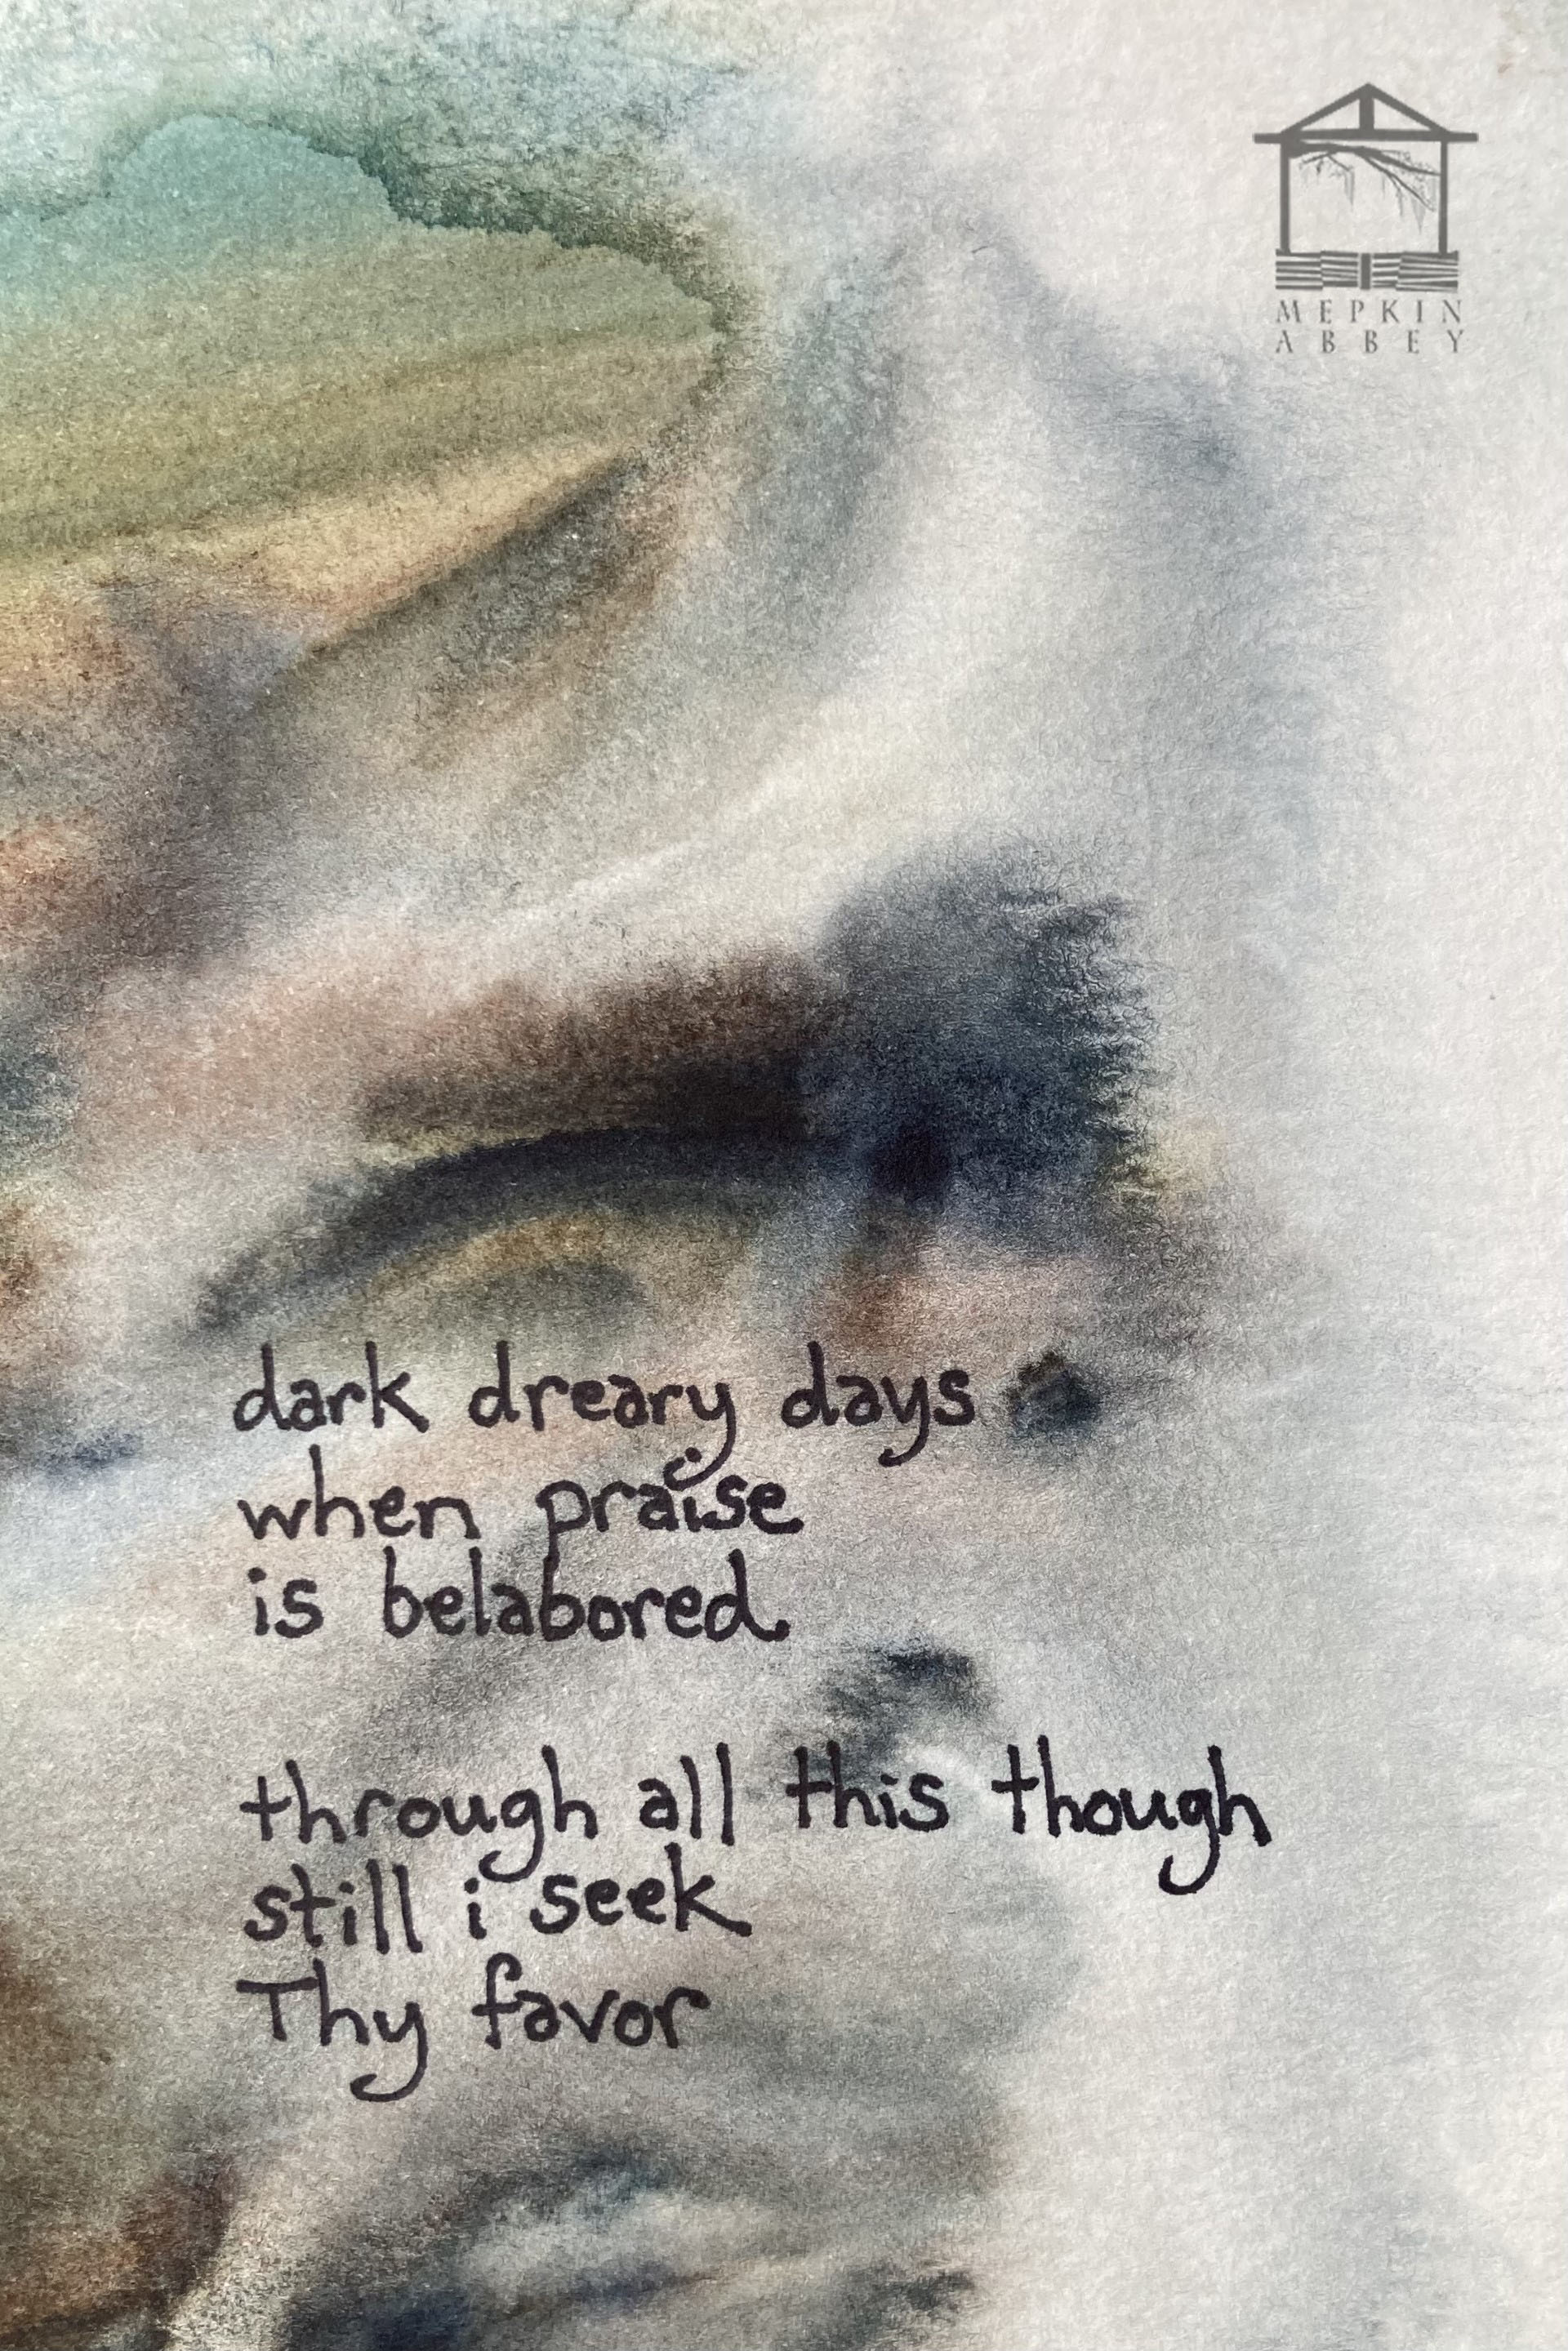 MEPKIN
ABBEY
dark dreary days
when praise
is belabored
through all this though
still i seek
Thy favor